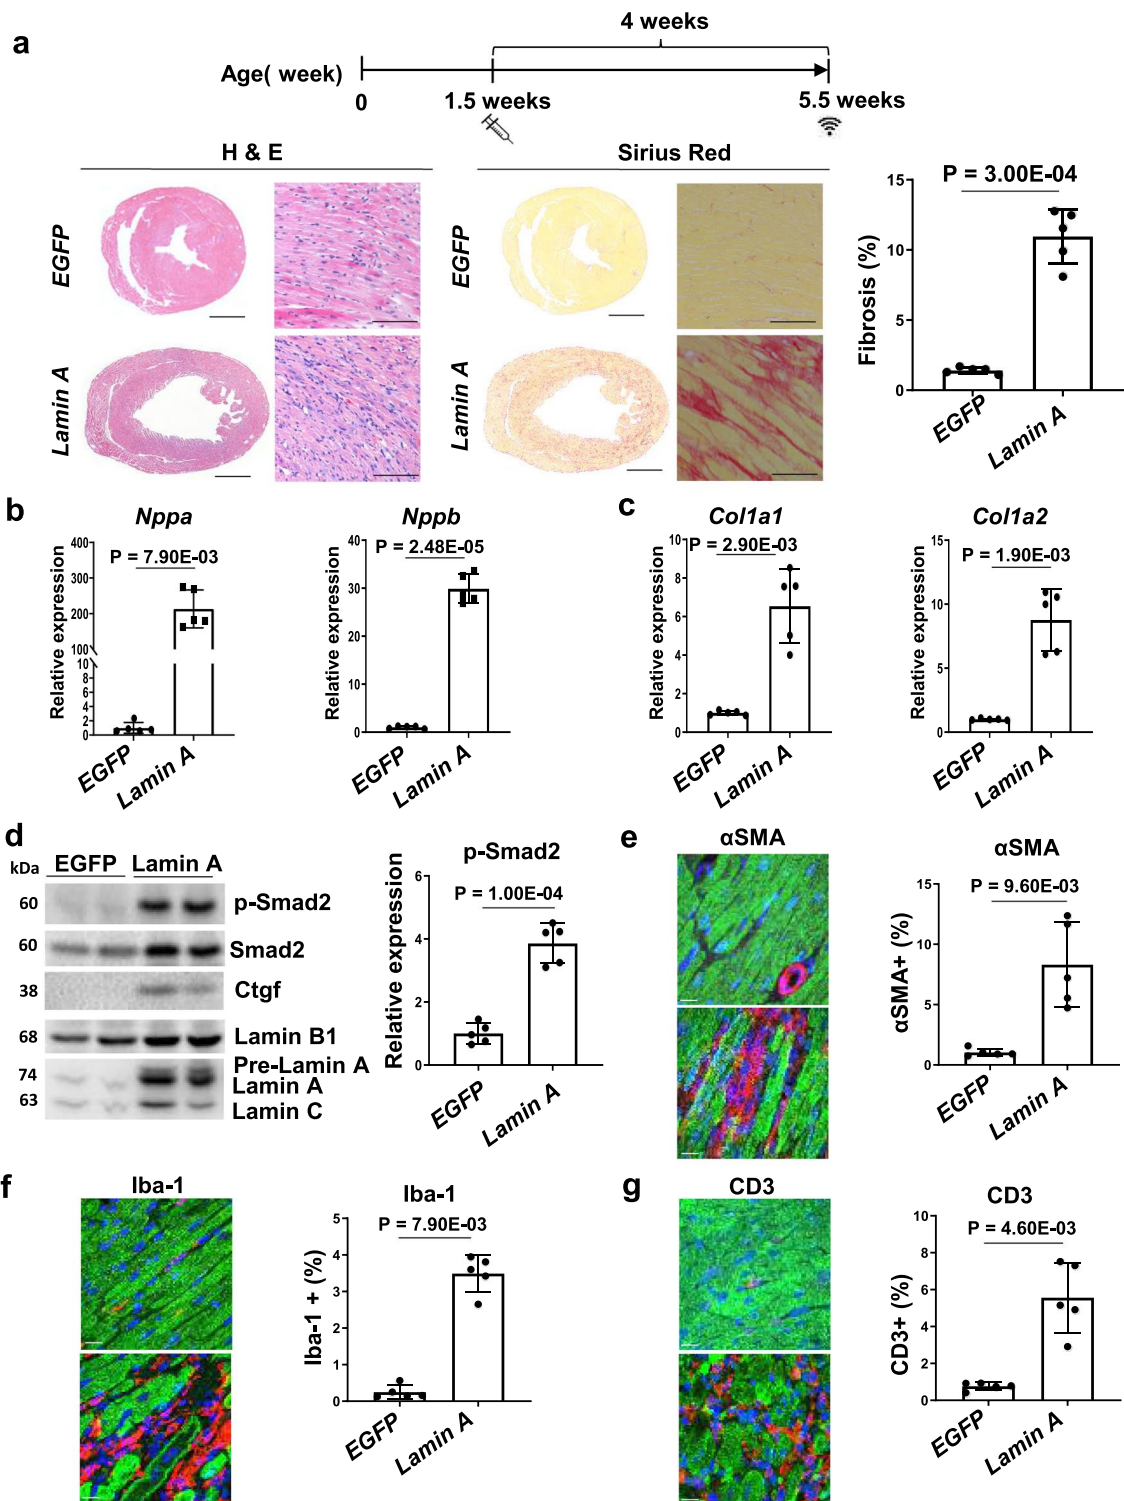 a
4 weeks
Age( week)
0
1.5 weeks
5.5 weeks
H & E
Sirius Red
EGFP
Lamin A
EGFP
Lamin A
P = 3.00E-04
Fibrosis (%)
15
10
5
0
EGFP
Lamin A
b
Nppa
P = 7.90E-03
Relative expression
400
300
200
100
10
8
6
4
2
0
EGFP
Lamin A
Nppb
P = 2.48E-05
Relative expression
40
30
20
10
0
EGFP
Lamin A
c
Col1a1
P = 2.90E-03
Relative expression
10
8
6
4
2
0
EGFP
Lamin A
Col1a2
P = 1.90E-03
Relative expression
15
10
5
0
EGFP
Lamin A
d
kDa
EGFP
Lamin A
60
p-Smad2
60
Smad2
38
Ctgf
68
Lamin B1
Pre-Lamin A
74
Lamin A
63
Lamin C
p-Smad2
P = 1.00E-04
Relative expression
6
4
2
0
EGFP
Lamin A
e
αSMA
αSMA
P = 9.60E-03
αSMA+ (%)
15
10
5
0
EGFP
Lamin A
f
Iba-1
Iba-1
P = 7.90E-03
Iba-1 + (%)
5
4
3
2
1
0
EGFP
Lamin A
g
CD3
CD3
P = 4.60E-03
CD3+ (%)
10
8
6
4
2
0
EGFP
Lamin A